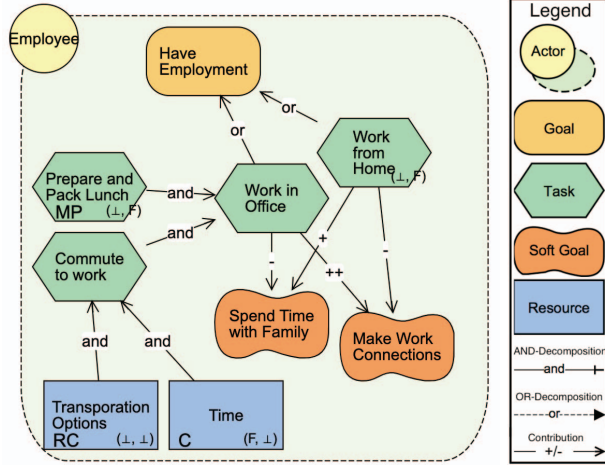 Employee
Have
Employment
or
or
Work
from
Home
(⊥, F)
Prepare and
Pack Lunch
MP
(⊥, F)
and
Work in
Office
and
Commute
to work
-
+
++
-
Spend Time
with Family
Make Work
Connections
and
and
Transporation
Options
RC
(⊥, ⊥)
Time
C
(F, ⊥)
Legend
Actor
Goal
Task
Soft Goal
Resource
AND-Decomposition
and
OR-Decomposition
or
Contribution
+/-